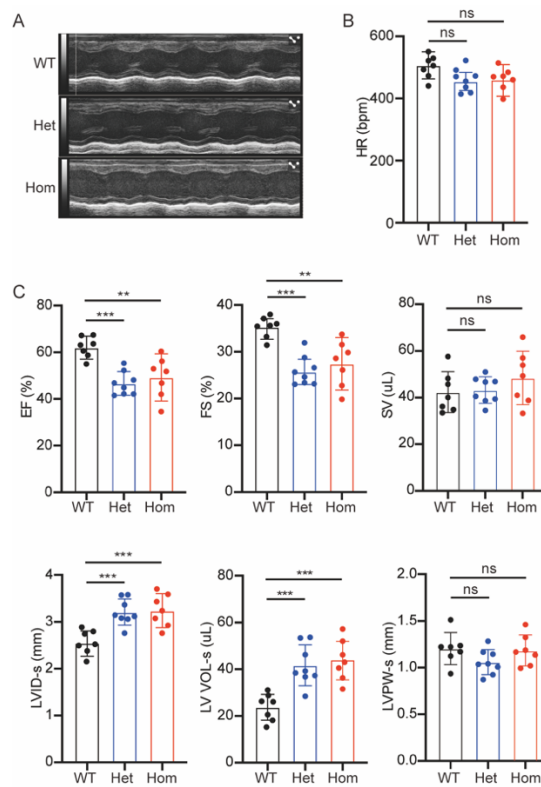 A
WT
Het
Hom
B
ns
ns
HR (bpm)
600
400
200
0
WT Het Hom
C
**
***
EF (%)
80
60
40
20
0
WT Het Hom
**
***
FS (%)
40
30
20
10
0
WT Het Hom
ns
ns
SV (uL)
80
60
40
20
0
WT Het Hom
***
***
LVID-s (mm)
4
3
2
1
0
WT Het Hom
***
***
LV VOL-s (uL)
80
60
40
20
0
WT Het Hom
ns
ns
LVPW-s (mm)
2.0
1.5
1.0
0.5
0.0
WT Het Hom